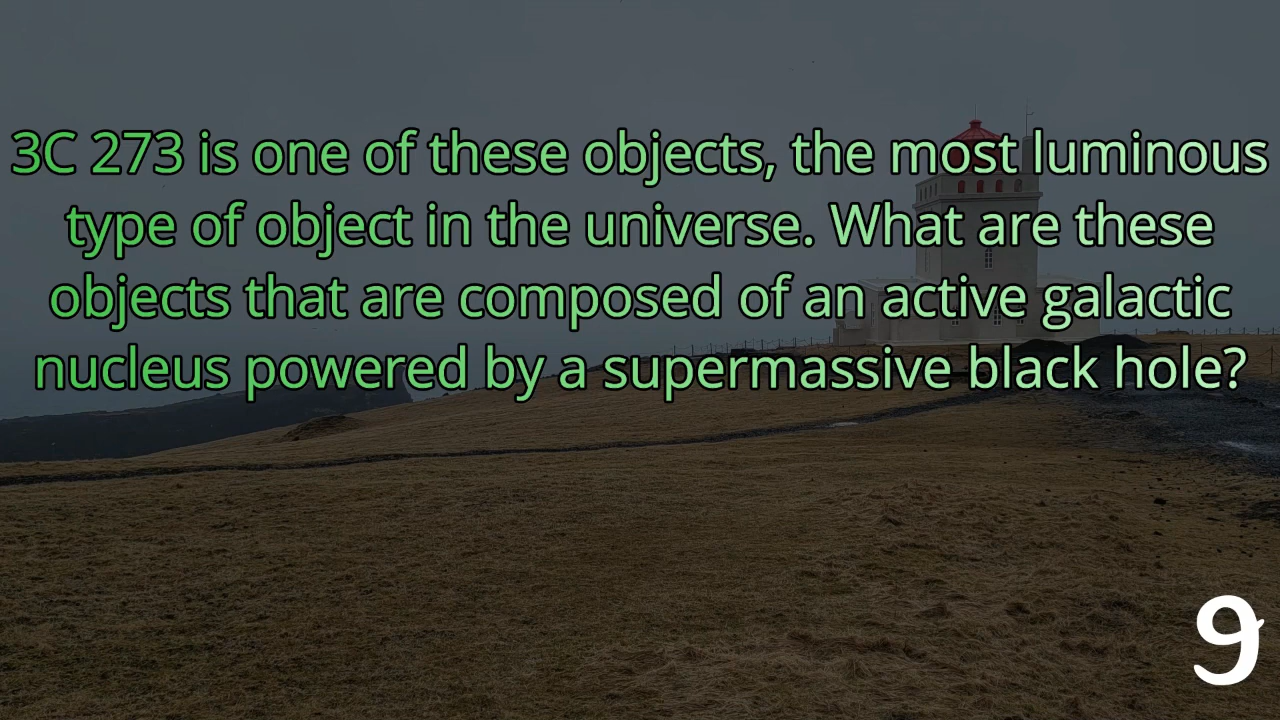 3C 273 is one of these objects, the most luminous
type of object in the universe. What are these
objects that are composed of an active galactic
nucleus powered by a supermassive black hole?
9